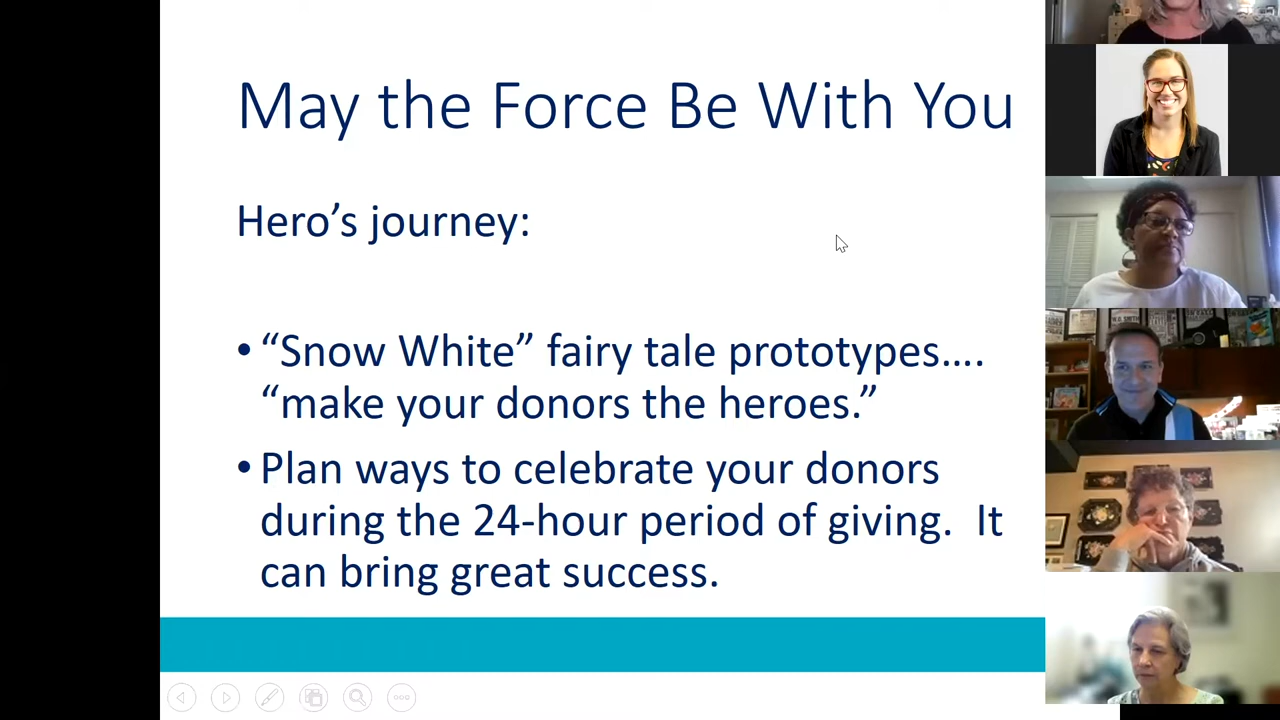 May the Force Be With You
Hero’s journey:
• “Snow White” fairy tale prototypes….
“make your donors the heroes.”
• Plan ways to celebrate your donors
during the 24-hour period of giving.  It
can bring great success.